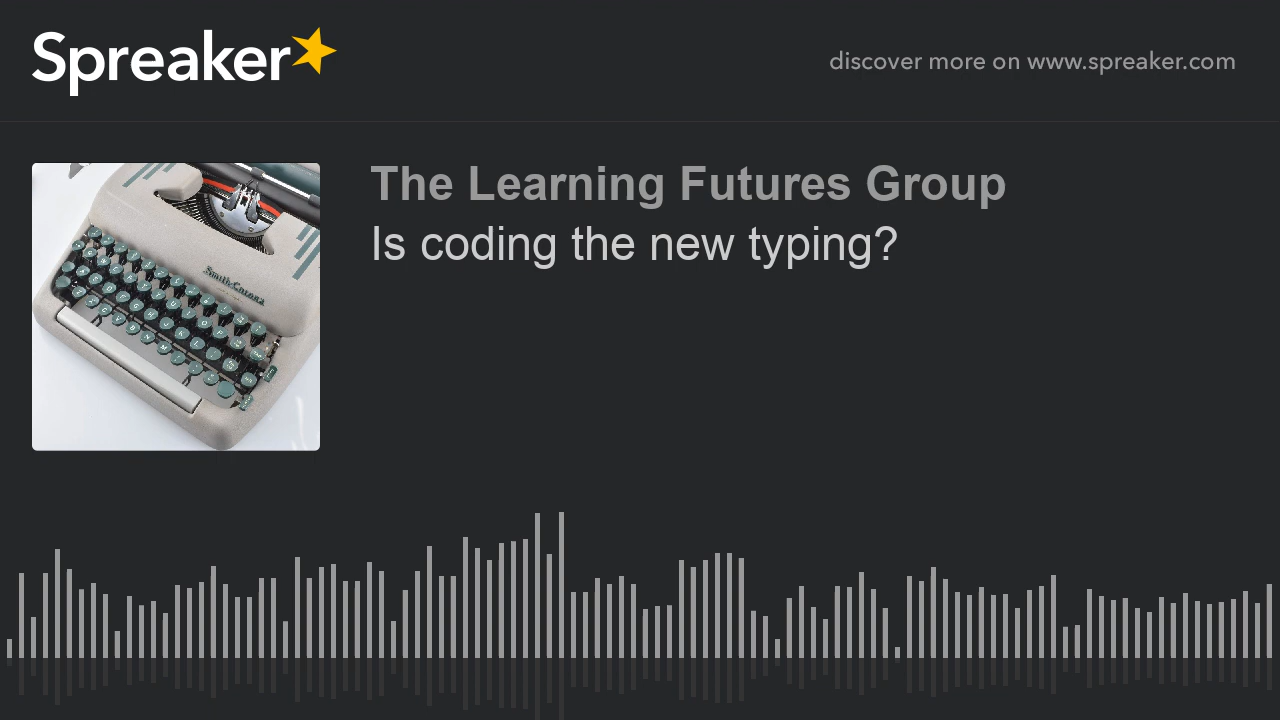 Spreaker
discover more on www.spreaker.com
The Learning Futures Group
Is coding the new typing?
Smith-Corona